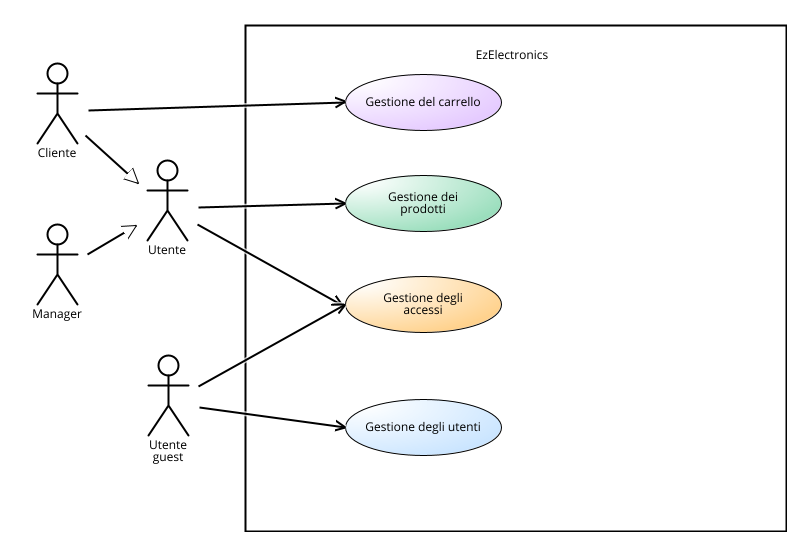 EzElectronics
Gestione del carrello
Cliente
Gestione dei
prodotti
Utente
Manager
Gestione degli
accessi
Gestione degli utenti
Utente
guest